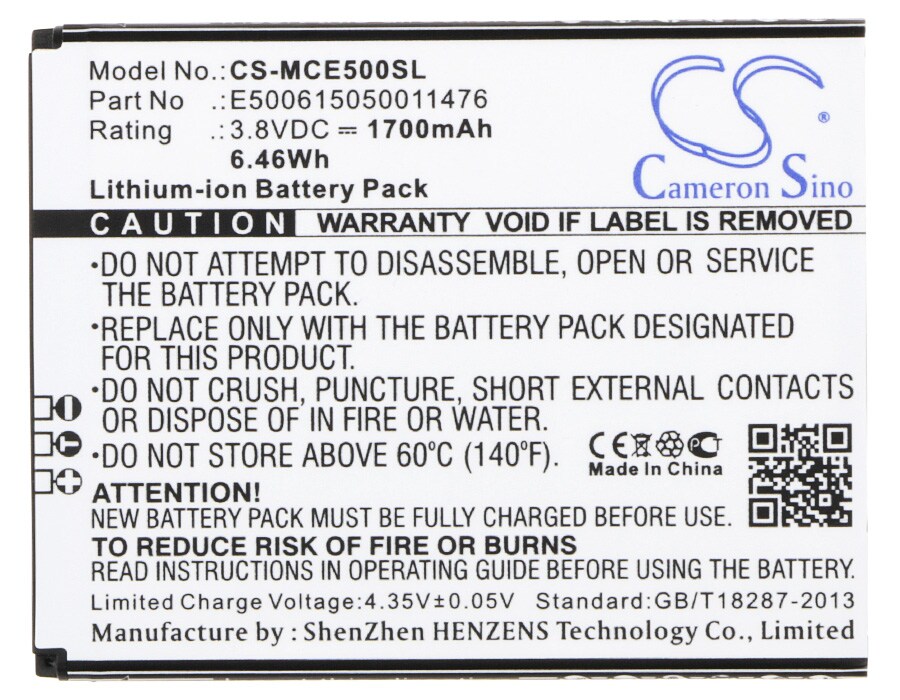 Model No.:CS-MCE500SL
Part No :E500615050011476
Rating .:3.8VDC ⎓ 1700mAh
6.46Wh
Lithium-ion Battery Pack
CS ®
Cameron Sino
CAUTION WARRANTY VOID IF LABEL IS REMOVED
•DO NOT ATTEMPT TO DISASSEMBLE, OPEN OR SERVICE
THE BATTERY PACK.
•REPLACE ONLY WITH THE BATTERY PACK DESIGNATED
FOR THIS PRODUCT.
•DO NOT CRUSH, PUNCTURE, SHORT EXTERNAL CONTACTS
OR DISPOSE OF IN FIRE OR WATER.
•DO NOT STORE ABOVE 60°C (140°F).
CE
Made In China
ATTENTION!
NEW BATTERY PACK MUST BE FULLY CHARGED BEFORE USE.
TO REDUCE RISK OF FIRE OR BURNS
READ INSTRUCTIONS IN OPERATING GUIDE BEFORE USING THE BATTERY.
Limited Charge Voltage:4.35V±0.05V Standard:GB/T18287-2013
Manufacture by : ShenZhen HENZENS Technology Co., Limited